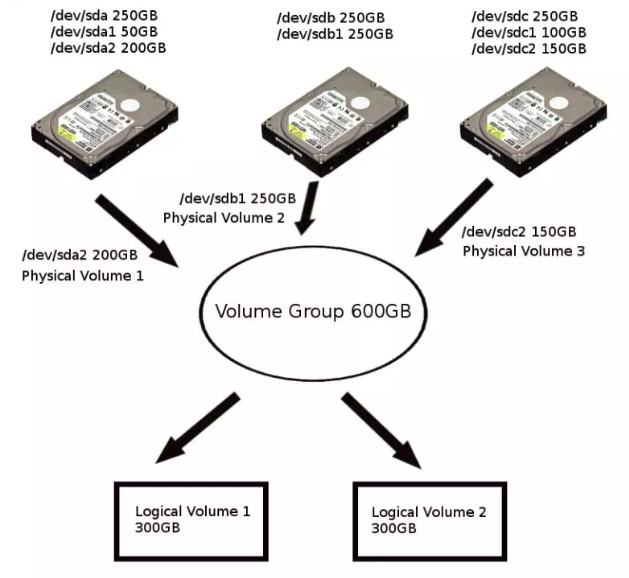 /dev/sda 250GB
/dev/sda1 50GB
/dev/sda2 200GB
/dev/sdb 250GB
/dev/sdb1 250GB
/dev/sdc 250GB
/dev/sdc1 100GB
/dev/sdc2 150GB
/dev/sdb1 250GB
Physical Volume 2
/dev/sda2 200GB
Physical Volume 1
/dev/sdc2 150GB
Physical Volume 3
Volume Group 600GB
Logical Volume 1
300GB
Logical Volume 2
300GB